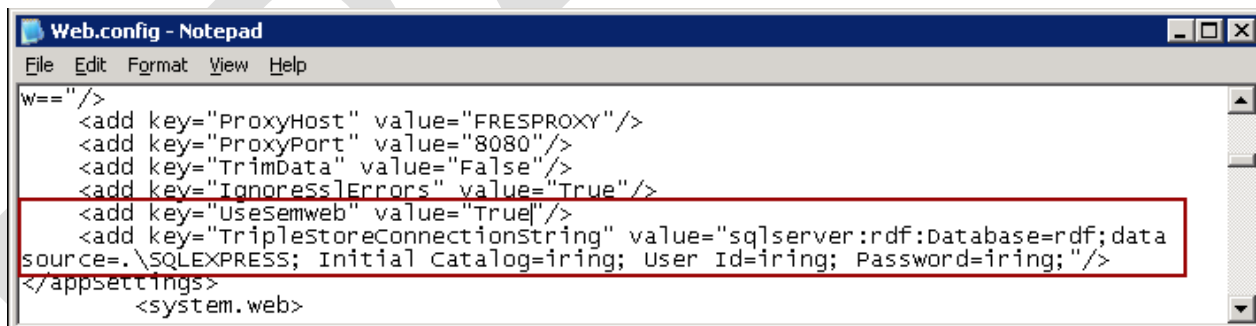 Web.config - Notepad
File Edit Format View Help
w=="/>
<add key="ProxyHost" value="FRESPROXY"/>
<add key="ProxyPort" value="8080"/>
<add key="TrimData" value="False"/>
<add key="IgnoreSslErrors" value="True"/>
<add key="UseSemweb" value="True"/>
<add key="TripleStoreConnectionString" value="sqlserver:rdf:Database=rdf;data
source=.\SQLEXPRESS; Initial Catalog=iring; User Id=iring; Password=iring;"/>
</appSettings>
<system.web>